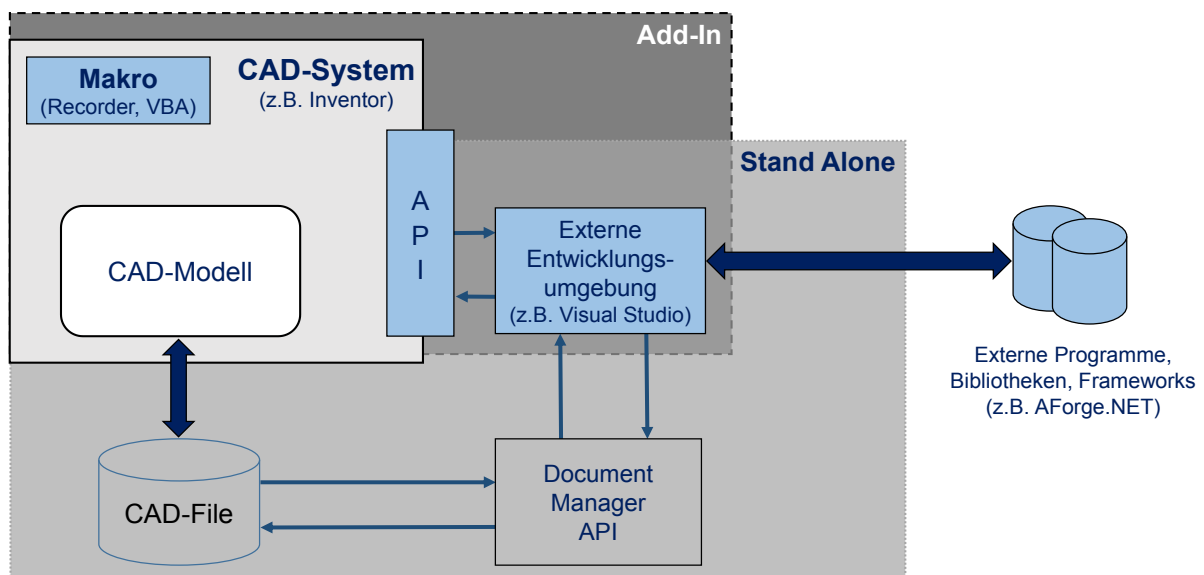 Add-In
Makro
(Recorder, VBA)
CAD-System
(z.B. Inventor)
Stand Alone
A
P
I
CAD-Modell
Externe
Entwicklungs-
umgebung
(z.B. Visual Studio)
Externe Programme,
Bibliotheken, Frameworks
(z.B. AForge.NET)
CAD-File
Document
Manager
API